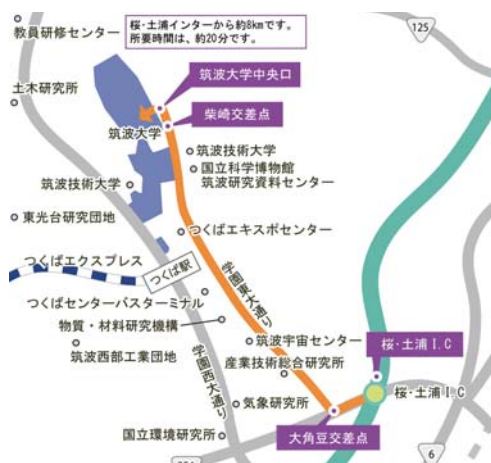 教員研修センター
桜・土浦インターから約8kmです。
所要時間は、約20分です。
125
筑波大学中央口
土木研究所
柴崎交差点
筑波大学
筑波技術大学
国立科学博物館
筑波研究資料センター
筑波技術大学
東光台研究団地
つくばエキスポセンター
つくばエクスプレス
つくば駅
学園東大通り
つくばセンターバスターミナル
物質・材料研究機構
筑波宇宙センター
桜・土浦I.C
筑波西部工業団地
産業技術総合研究所
学園西大通り
気象研究所
桜・土浦I.C
大角豆交差点
国立環境研究所
6